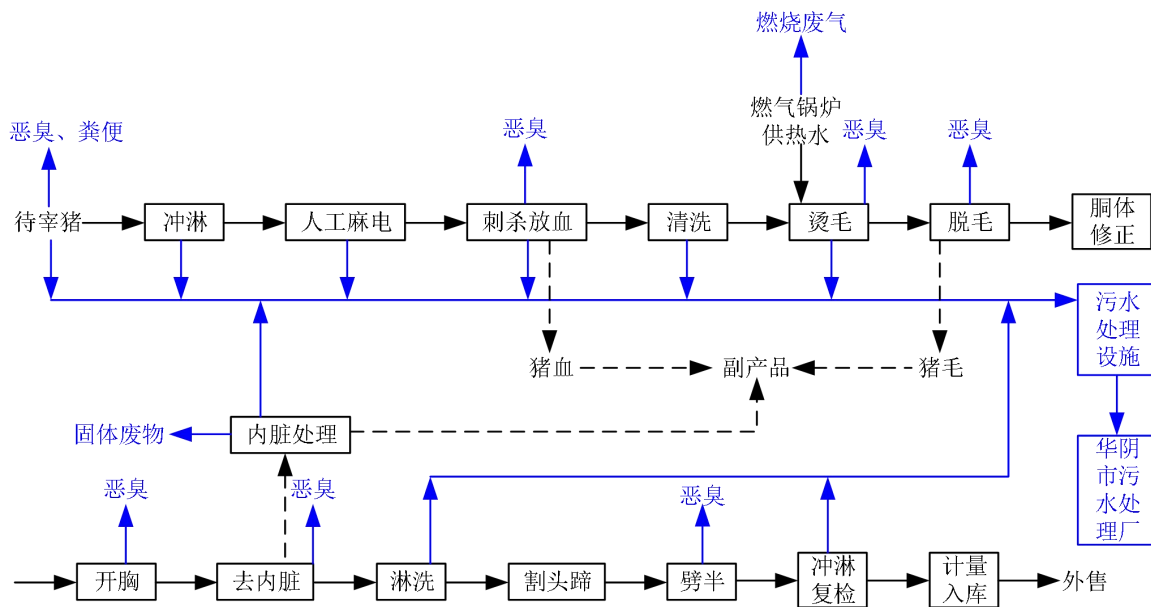 燃烧废气
燃气锅炉
供热水
恶臭、粪便
恶臭
恶臭
恶臭
待宰猪
冲淋
人工麻电
刺杀放血
清洗
烫毛
脱毛
胴体
修正
污水
处理
设施
猪血
副产品
猪毛
固体废物
内脏处理
华阴
市污
水处
理厂
恶臭
恶臭
恶臭
开胸
去内脏
淋洗
割头蹄
劈半
冲淋
复检
计量
入库
外售